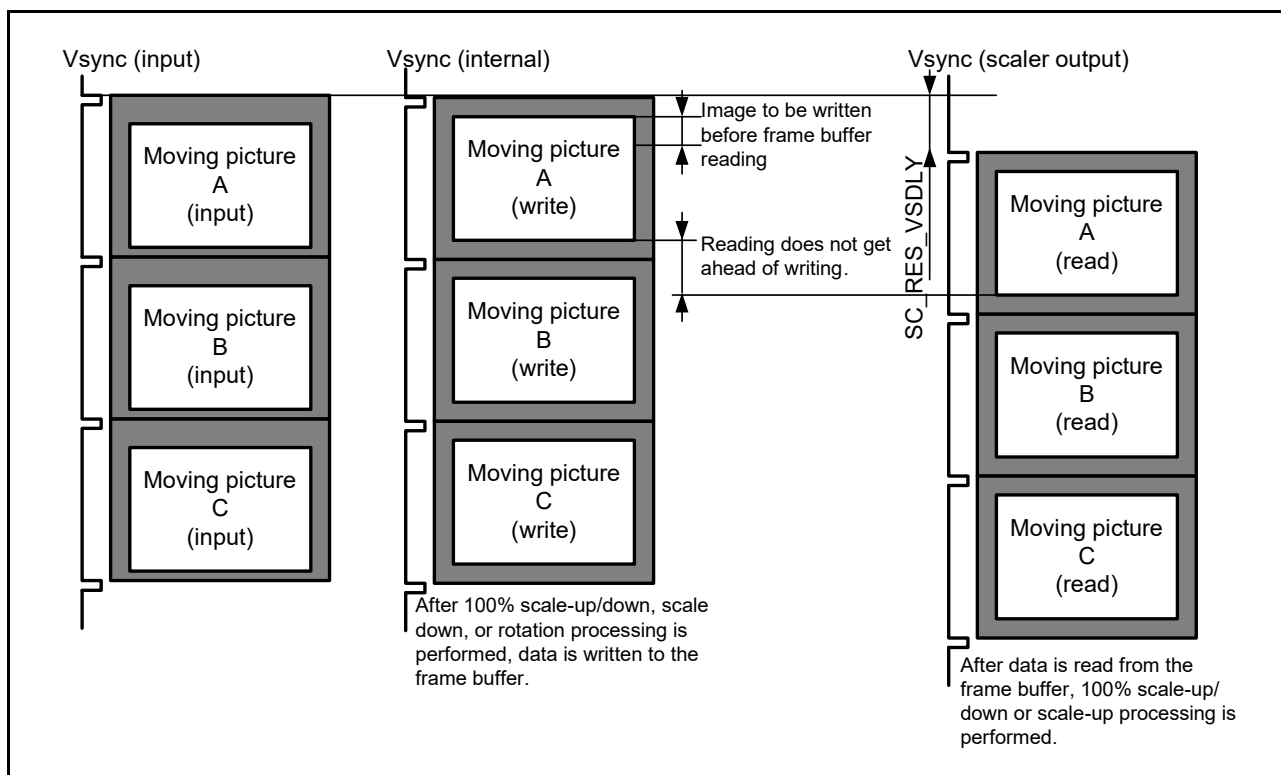 Vsync (input)
Moving picture
A
(input)
Moving picture
B
(input)
Moving picture
C
(input)
Vsync (internal)
Moving picture
A
(write)
Moving picture
B
(write)
Moving picture
C
(write)
After 100% scale-up/down, scale
down, or rotation processing is
performed, data is written to the
frame buffer.
Image to be written
before frame buffer
reading
Reading does not get
ahead of writing.
SC_RES_VSDLY
Vsync (scaler output)
Moving picture
A
(read)
Moving picture
B
(read)
Moving picture
C
(read)
After data is read from the
frame buffer, 100% scale-up/
down or scale-up processing is
performed.